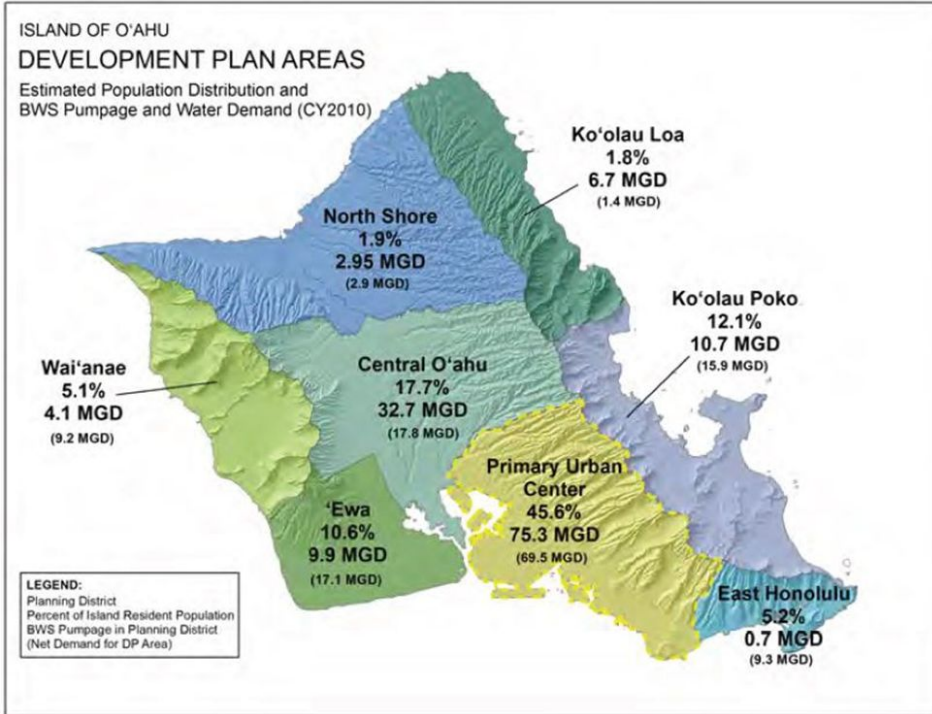 ISLAND OF O‘AHU
DEVELOPMENT PLAN AREAS
Estimated Population Distribution and
BWS Pumpage and Water Demand (CY2010)
Ko‘olau Loa
1.8%
6.7 MGD
(1.4 MGD)
North Shore
1.9%
2.95 MGD
(2.9 MGD)
Ko‘olau Poko
12.1%
10.7 MGD
(15.9 MGD)
Wai‘anae
5.1%
4.1 MGD
(9.2 MGD)
Central O‘ahu
17.7%
32.7 MGD
(17.8 MGD)
Primary Urban
Center
45.6%
75.3 MGD
(69.5 MGD)
‘Ewa
10.6%
9.9 MGD
(17.1 MGD)
East Honolulu
5.2%
0.7 MGD
(9.3 MGD)
LEGEND:
Planning District
Percent of Island Resident Population
BWS Pumpage in Planning District
(Net Demand for DP Area)